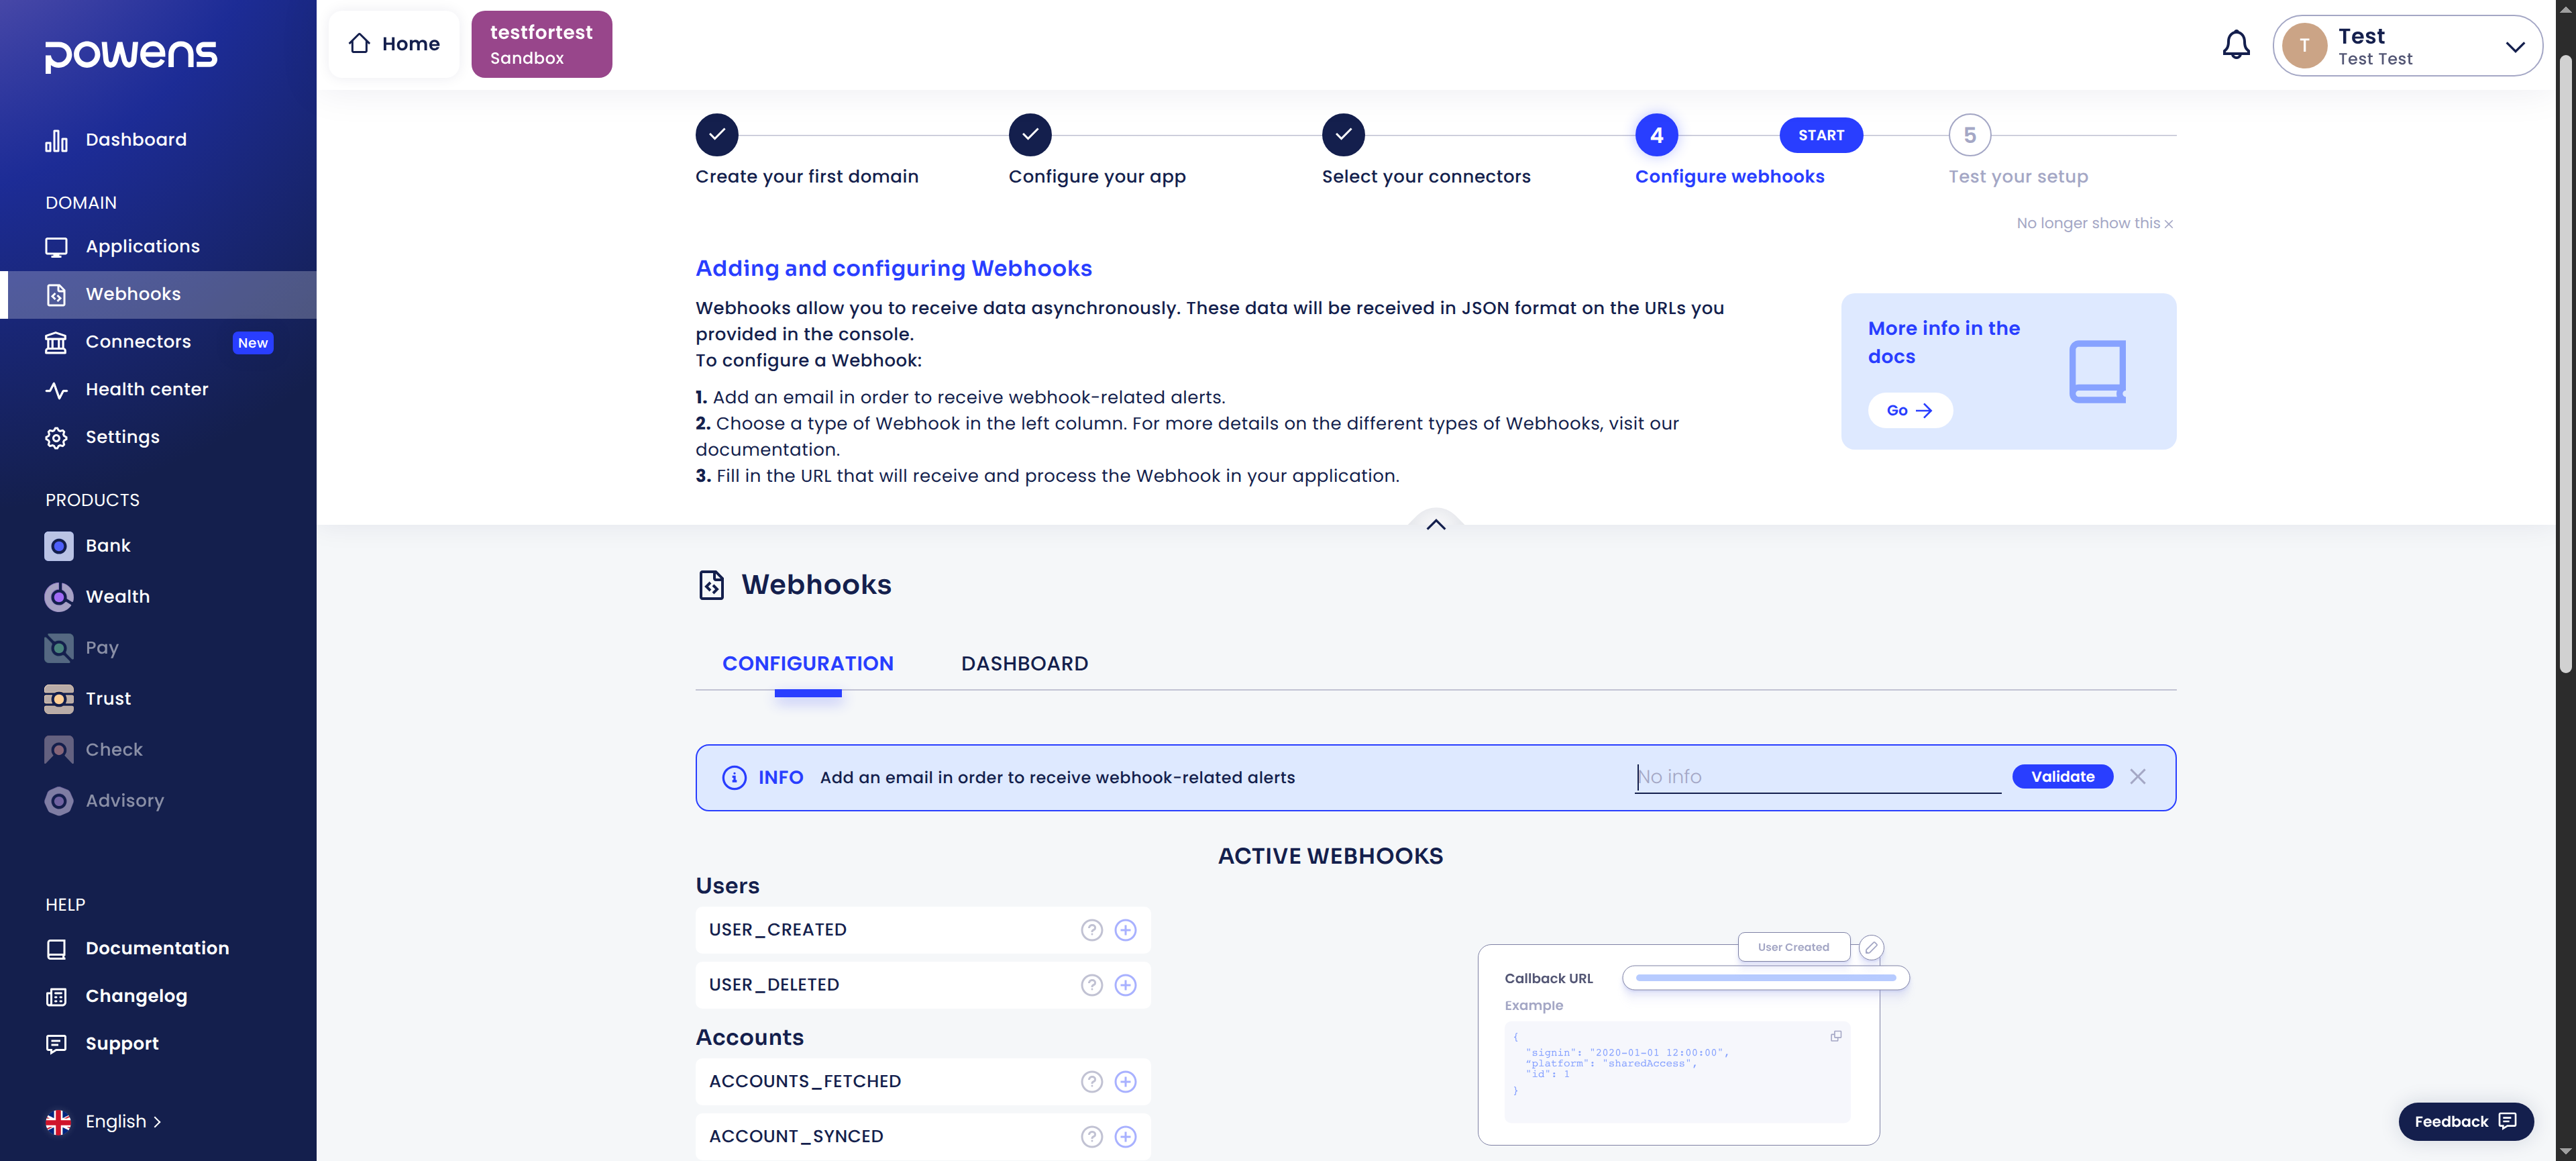 powens
Dashboard
DOMAIN
Applications
Webhooks
Connectors New
Health center
Settings
PRODUCTS
Bank
Wealth
Pay
Trust
Check
Advisory
HELP
Documentation
Changelog
Support
English
Home
testfortest
Sandbox
T
Test
Test Test
Create your first domain
Configure your app
Select your connectors
4
START
Configure webhooks
5
Test your setup
No longer show this ×
Adding and configuring Webhooks
Webhooks allow you to receive data asynchronously. These data will be received in JSON format on the URLs you
provided in the console.
To configure a Webhook:
1. Add an email in order to receive webhook-related alerts.
2. Choose a type of Webhook in the left column. For more details on the different types of Webhooks, visit our
documentation.
3. Fill in the URL that will receive and process the Webhook in your application.
More info in the
docs
Go
Webhooks
CONFIGURATION DASHBOARD
INFO Add an email in order to receive webhook-related alerts No info Validate
ACTIVE WEBHOOKS
Users
USER_CREATED
USER_DELETED
Accounts
ACCOUNTS_FETCHED
ACCOUNT_SYNCED
User Created
Callback URL
Example
{
"signin": "2020-01-01 12:00:00",
"platform": "sharedAccess",
"id": 1
}
Feedback